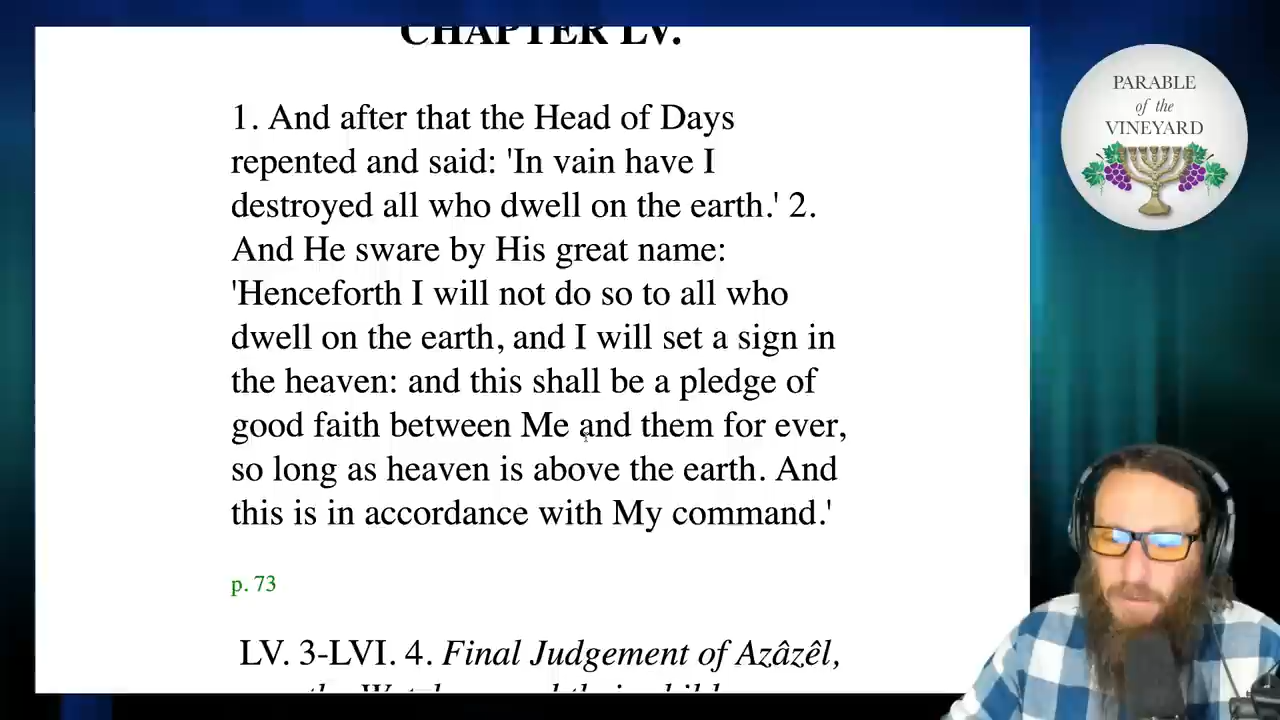 CHAPTER LV.
1. And after that the Head of Days
repented and said: 'In vain have I
destroyed all who dwell on the earth.' 2.
And He sware by His great name:
'Henceforth I will not do so to all who
dwell on the earth, and I will set a sign in
the heaven: and this shall be a pledge of
good faith between Me and them for ever,
so long as heaven is above the earth. And
this is in accordance with My command.'
p. 73
LV. 3-LVI. 4. Final Judgement of Azâzêl,
PARABLE
of the
VINEYARD